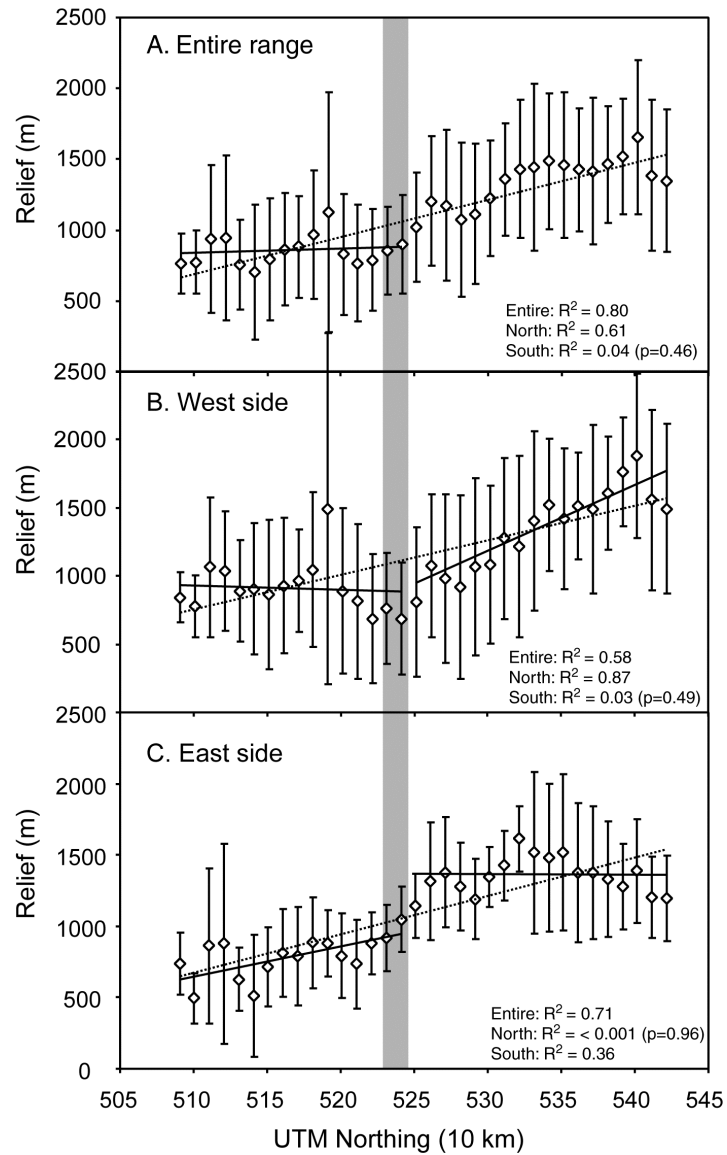 2500
A. Entire range
2000
1500
1000
500
Relief (m)
Entire: R² = 0.80
North: R² = 0.61
South: R² = 0.04 (p=0.46)
2500
B. West side
2000
1500
1000
500
Relief (m)
Entire: R² = 0.58
North: R² = 0.87
South: R² = 0.03 (p=0.49)
2500
C. East side
2000
1500
1000
500
0
Relief (m)
Entire: R² = 0.71
North: R² = < 0.001 (p=0.96)
South: R² = 0.36
505 510 515 520 525 530 535 540 545
UTM Northing (10 km)